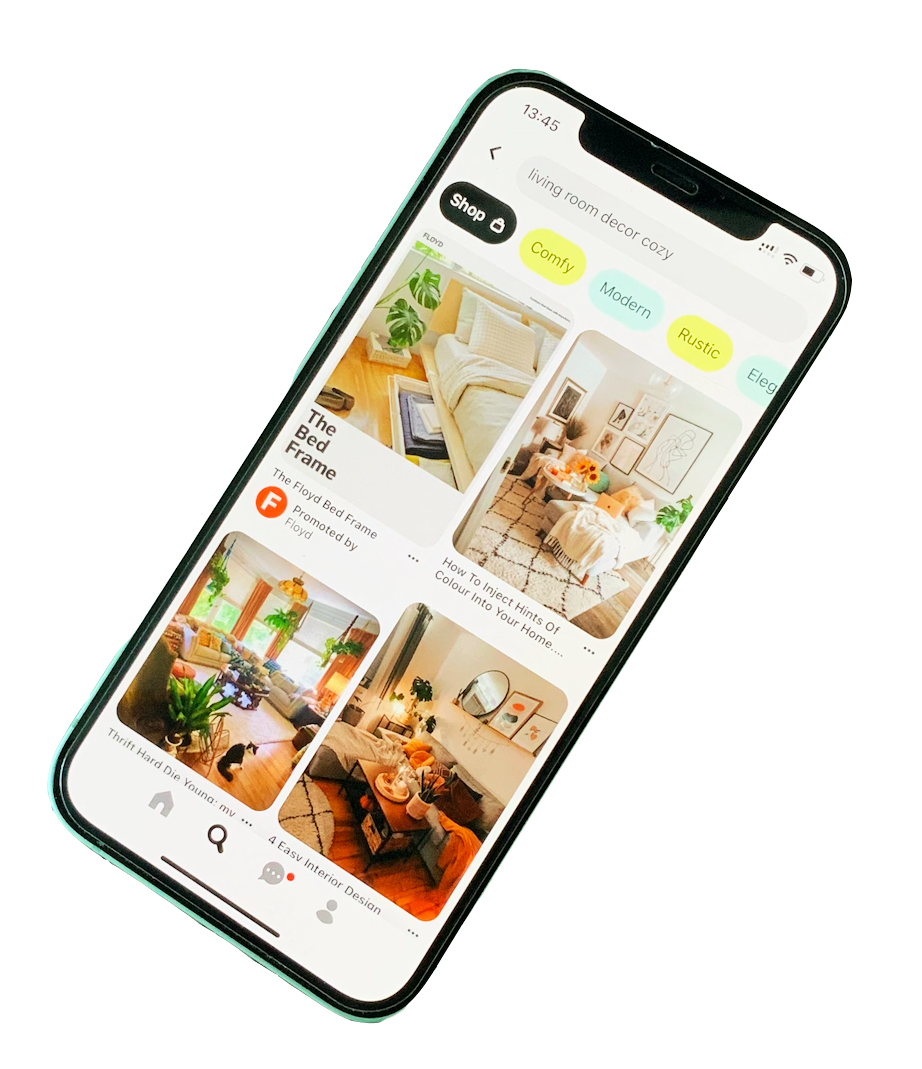 13:45
living room decor cozy
Shop
Comfy
Modern
Rustic
Eleg
FLOYD
The
Bed
Frame
The Floyd Bed Frame
F
Promoted by
Floyd
How To Inject Hints Of
Colour Into Your Home....
Thrift Hard Die Young: my
4 Easy Interior Design